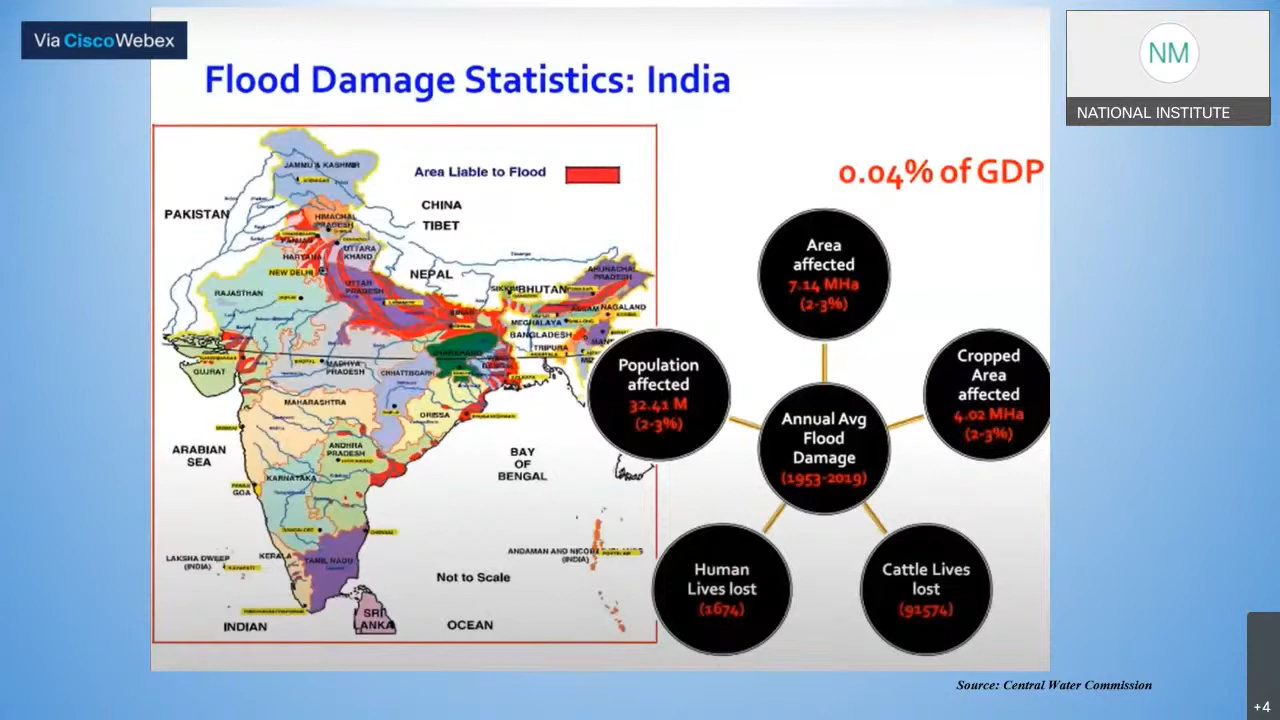 Via CiscoWebex
NM
NATIONAL INSTITUTE
Flood Damage Statistics: India
0.04% of GDP
Area Liable to Flood
JAMMU & KASHMIR
CHINA
TIBET
PAKISTAN
HIMACHAL
PRADESH
UTTARA
KHAND
HARYANA
NEW DELHI
NEPAL
RAJASTHAN
UTTAR
PRADESH
SIKKIM
BHUTAN
ARUNACHAL
PRADESH
ASSAM
NAGALAND
BIHAR
MEGHALAYA
BANGLADESH
TRIPURA
GUJRAT
MADHYA
PRADESH
CHHATTISGARH
MAHARASHTRA
ORISSA
ARABIAN
SEA
ANDHRA
PRADESH
BAY
OF
BENGAL
KARNATAKA
GOA
LAKSHA DWEEP
(INDIA)
KERALA
TAMIL NADU
ANDAMAN AND
(INDIA)
Not to Scale
SRI
LANKA
INDIAN
OCEAN
Area
affected
7.14 MHa
(2-3%)
Population
affected
32.41 M
(2-3%)
Cropped
Area
affected
4.02 MHa
(2-3%)
Annual Avg
Flood
Damage
(1953-2019)
Human
Lives lost
(1674)
Cattle Lives
lost
(91574)
Source: Central Water Commission
+4